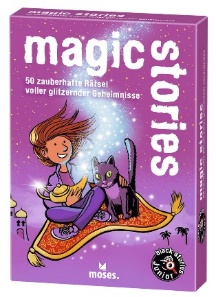 magic
stories
50 zauberhafte Rätsel
voller glitzernder Geheimnisse
moses.
black stories
Junior
magic stories